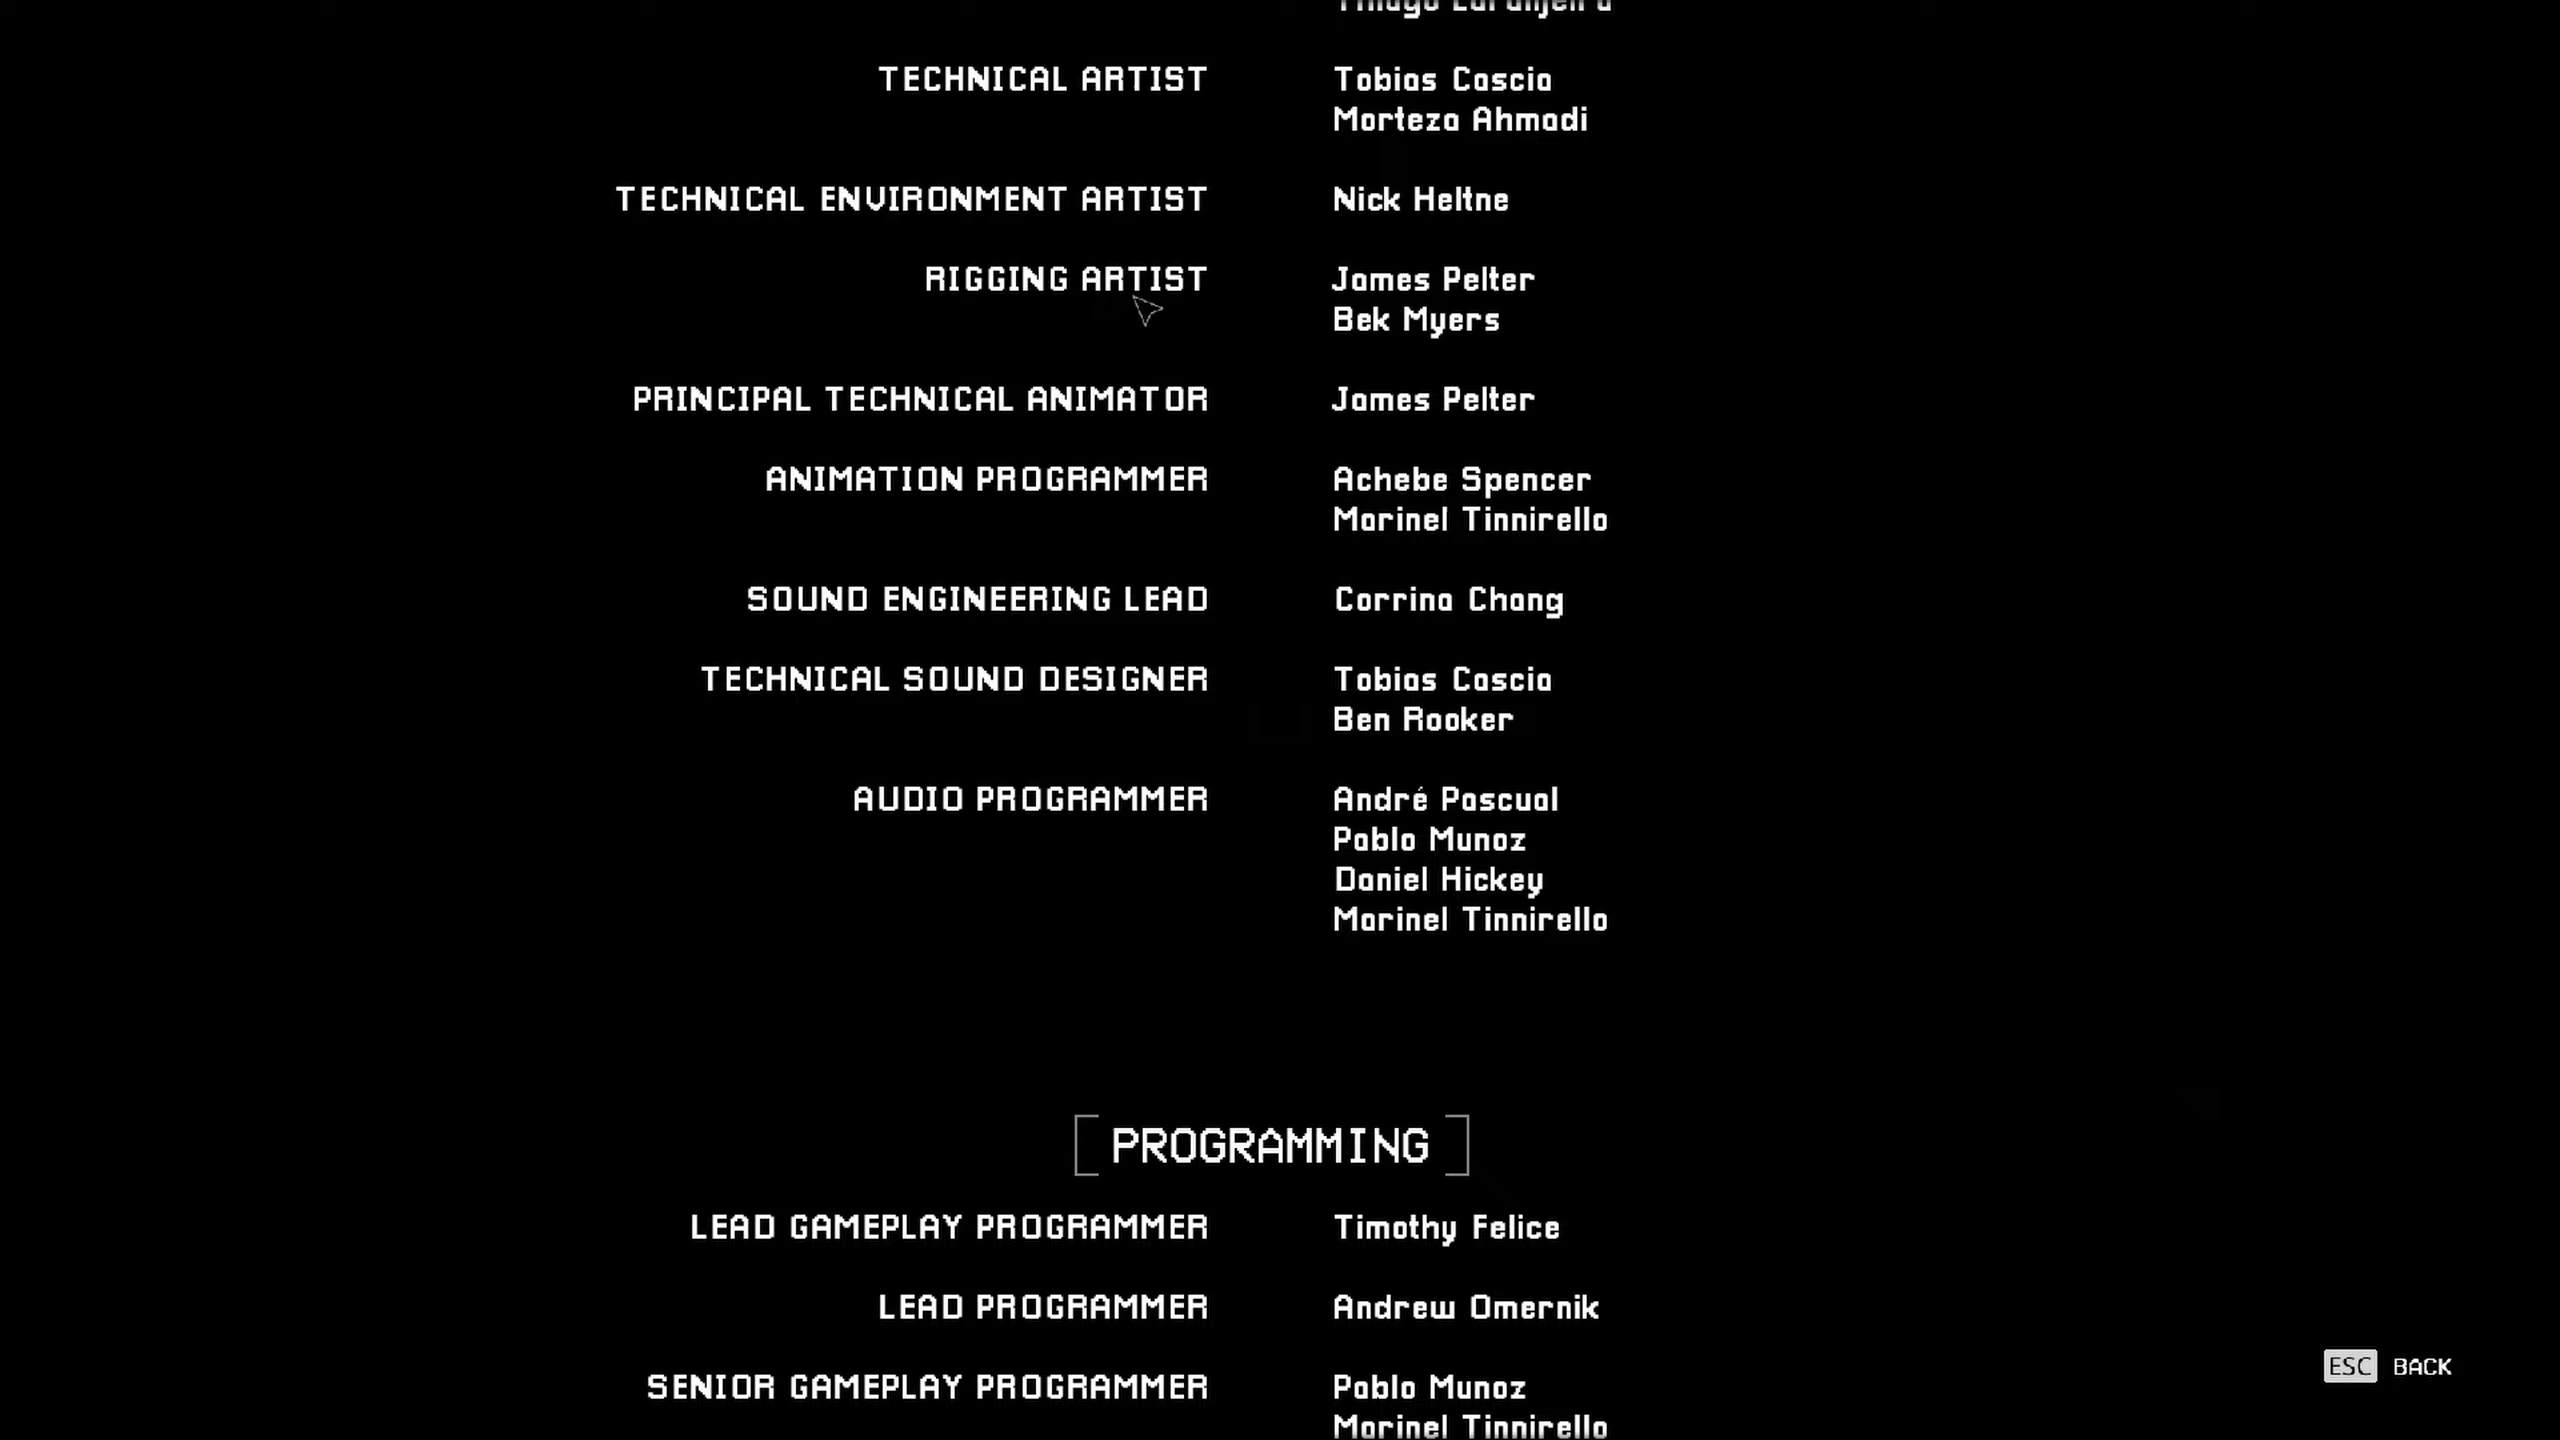 TECHNICAL ARTIST Tobias Cascia
Morteza Ahmadi
TECHNICAL ENVIRONMENT ARTIST Nick Heltne
RIGGING ARTIST James Pelter
Bek Myers
PRINCIPAL TECHNICAL ANIMATOR James Pelter
ANIMATION PROGRAMMER Achebe Spencer
Marinel Tinnirello
SOUND ENGINEERING LEAD Corrina Chang
TECHNICAL SOUND DESIGNER Tobias Cascia
Ben Rooker
AUDIO PROGRAMMER André Pascual
Pablo Munoz
Daniel Hickey
Marinel Tinnirello
PROGRAMMING
LEAD GAMEPLAY PROGRAMMER Timothy Felice
LEAD PROGRAMMER Andrew Omernik
SENIOR GAMEPLAY PROGRAMMER Pablo Munoz
Marinel Tinnirello
ESC BACK